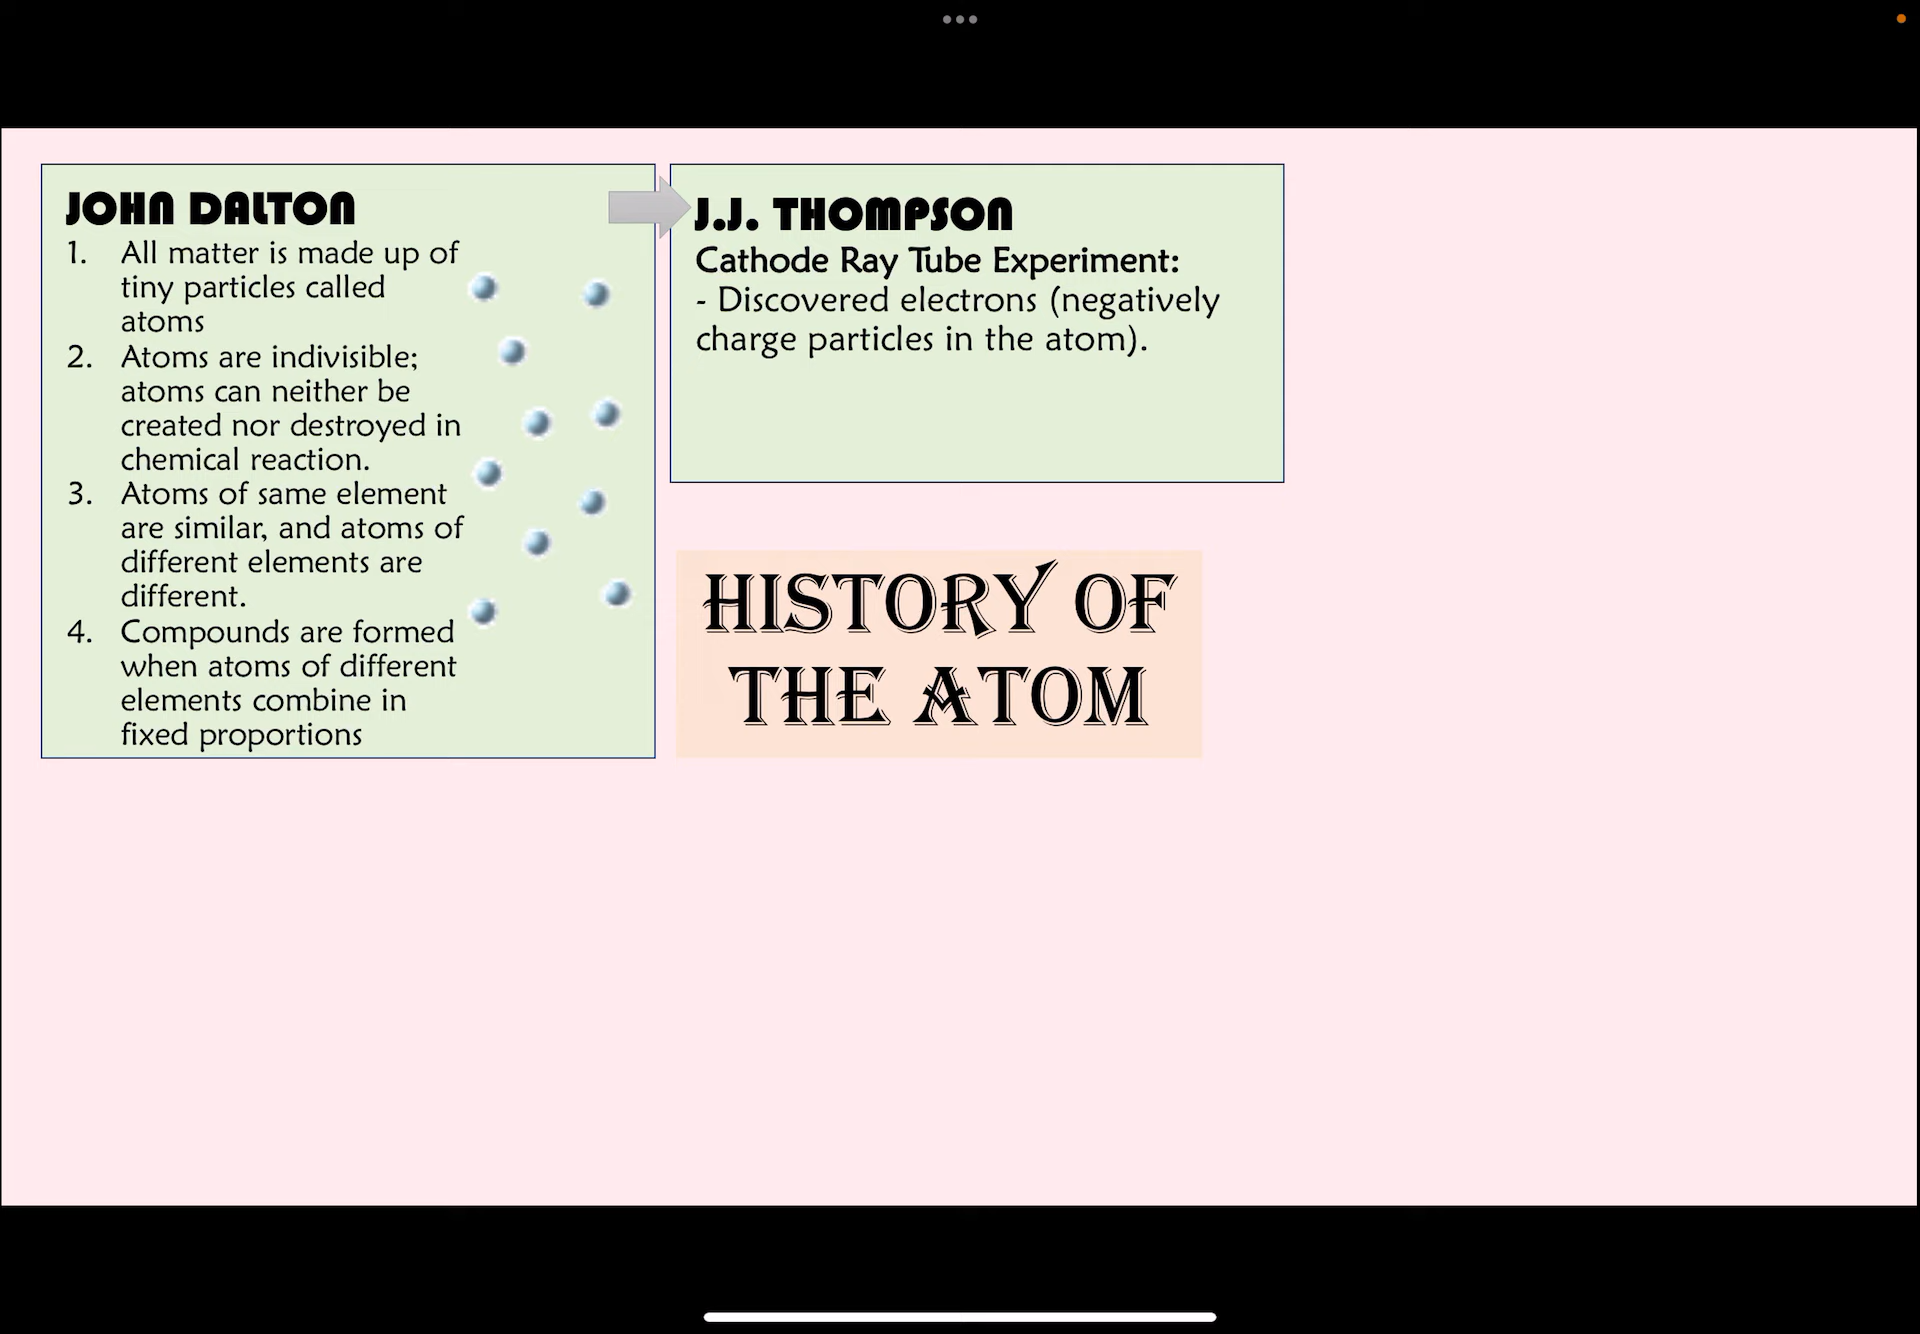 JOHN DALTON
1. All matter is made up of
tiny particles called
atoms
2. Atoms are indivisible;
atoms can neither be
created nor destroyed in
chemical reaction.
3. Atoms of same element
are similar, and atoms of
different elements are
different.
4. Compounds are formed
when atoms of different
elements combine in
fixed proportions
J.J. THOMPSON
Cathode Ray Tube Experiment:
- Discovered electrons (negatively
charge particles in the atom).
HISTORY OF
THE ATOM